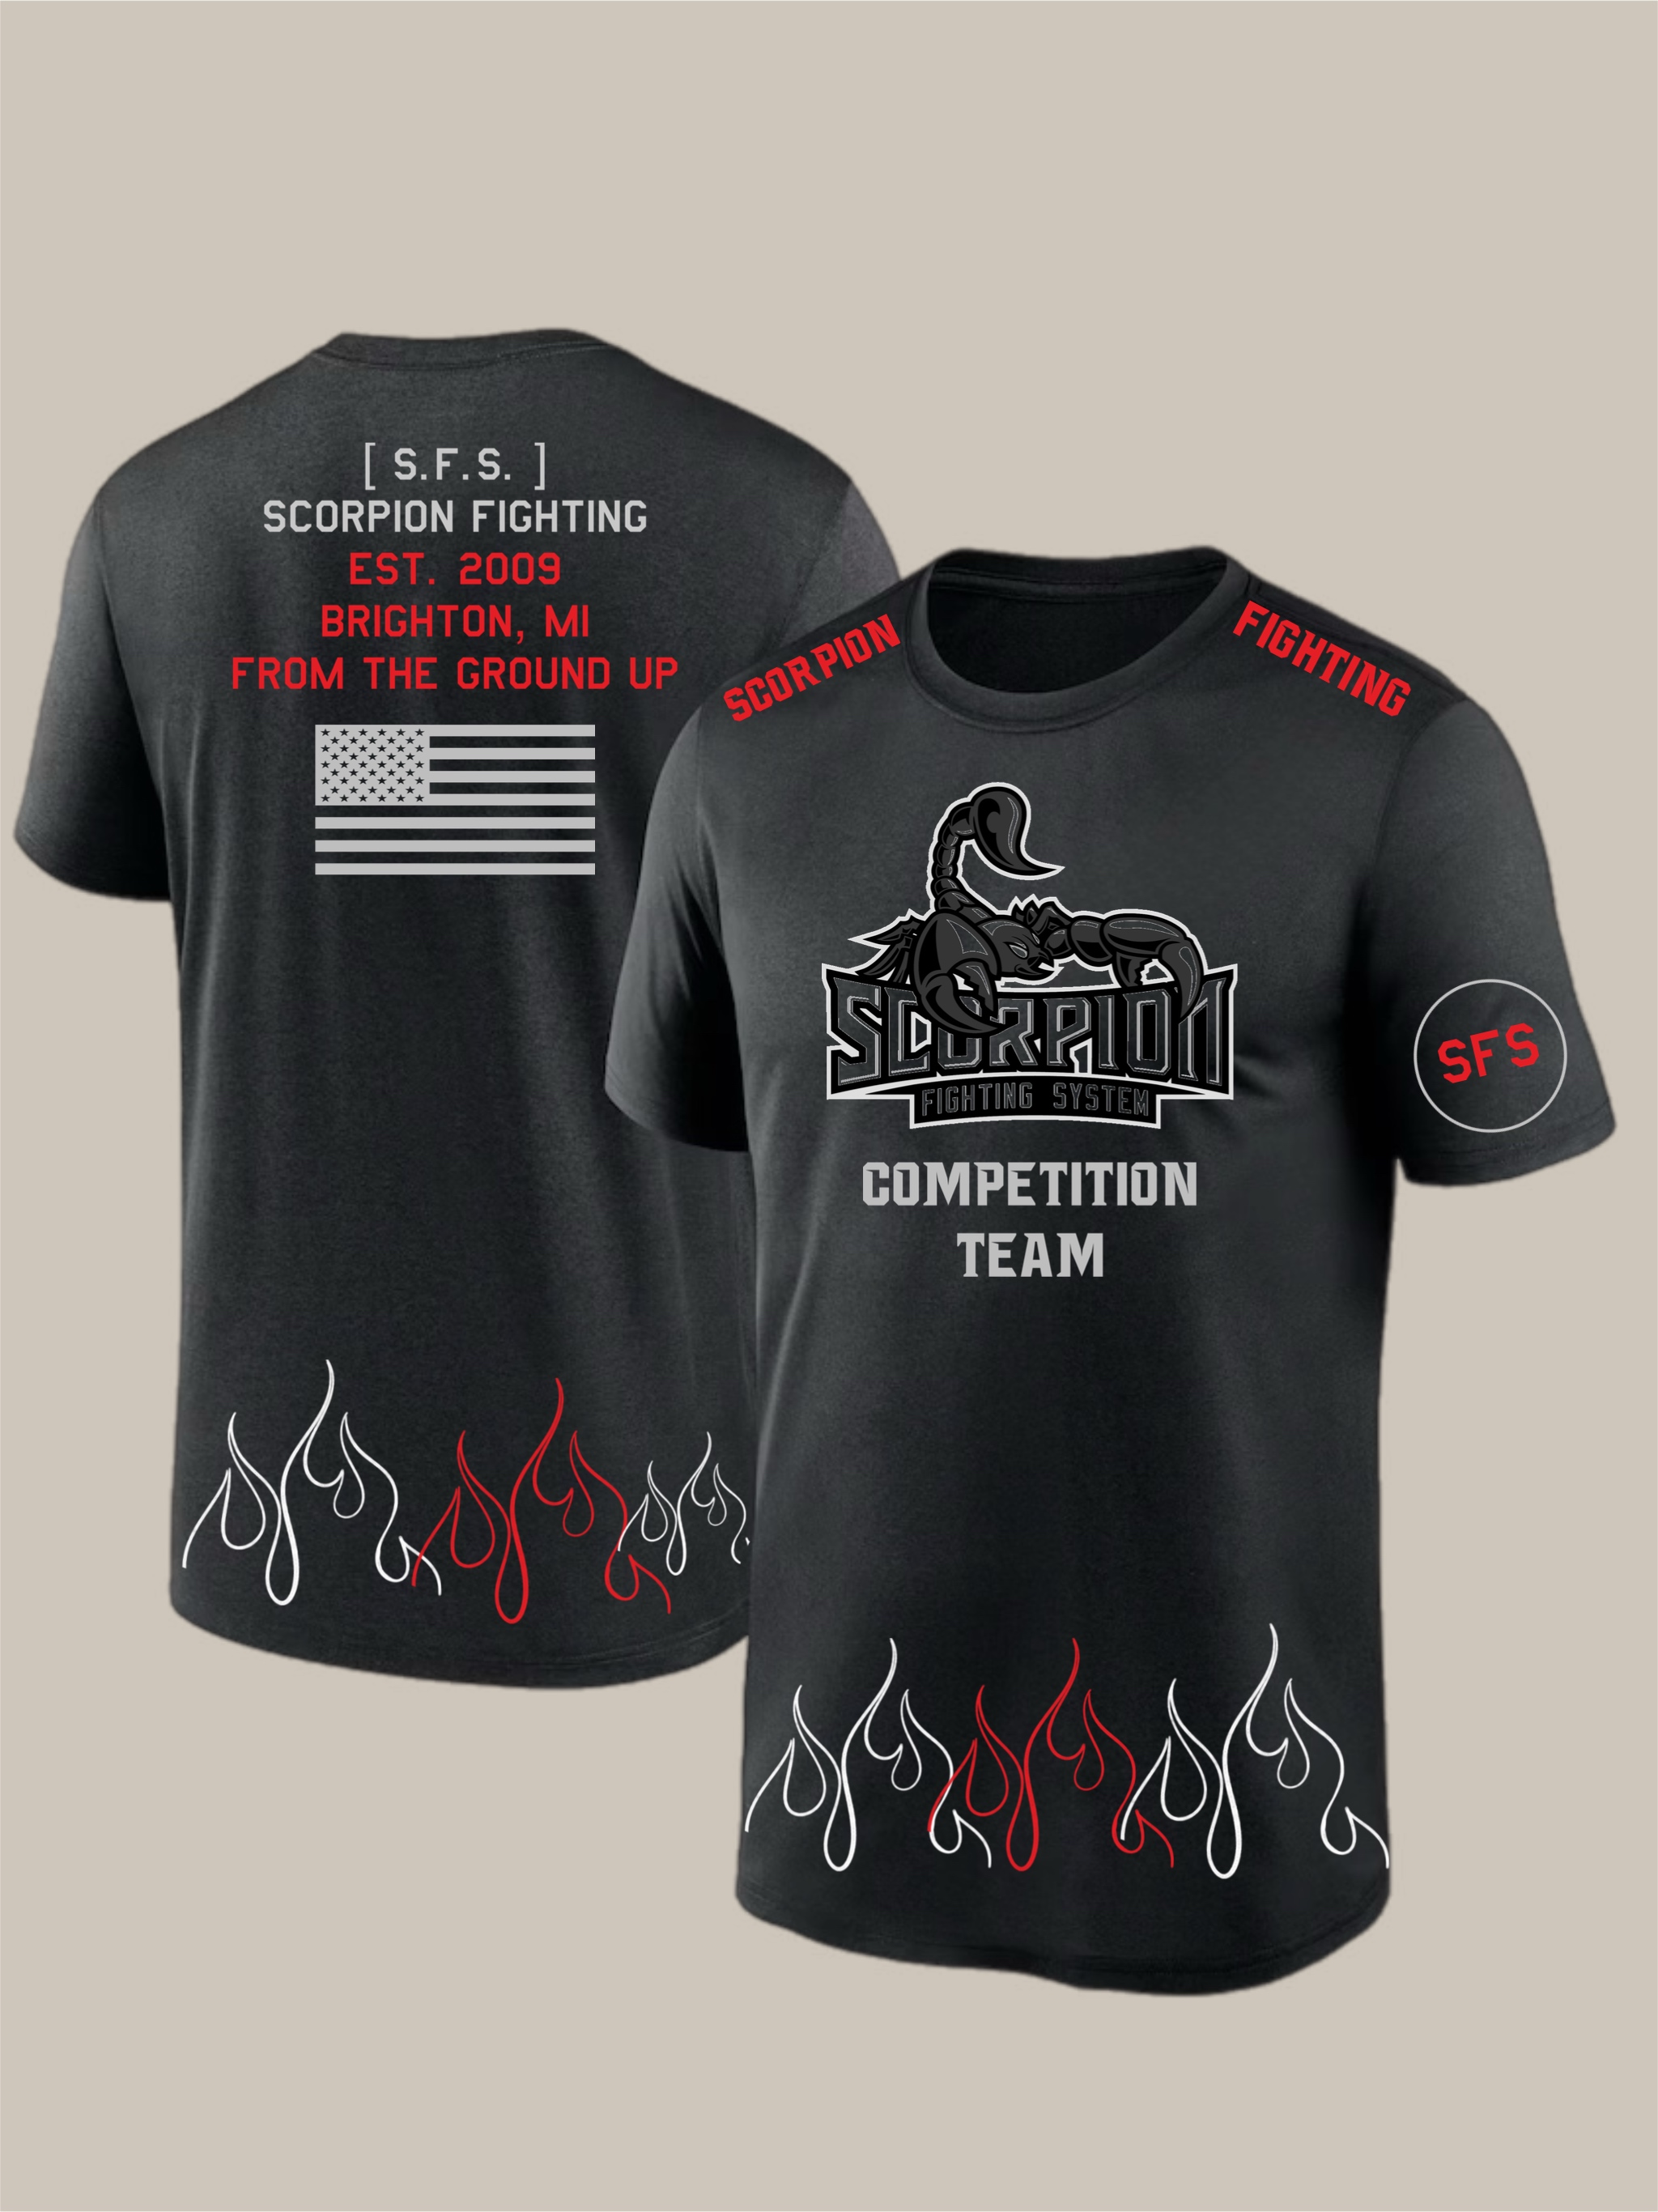 [ S.F.S. ]
SCORPION FIGHTING
EST. 2009
BRIGHTON, MI
FROM THE GROUND UP
SCORPION
FIGHTING
SCORPION
FIGHTING SYSTEM
COMPETITION
TEAM
SFS